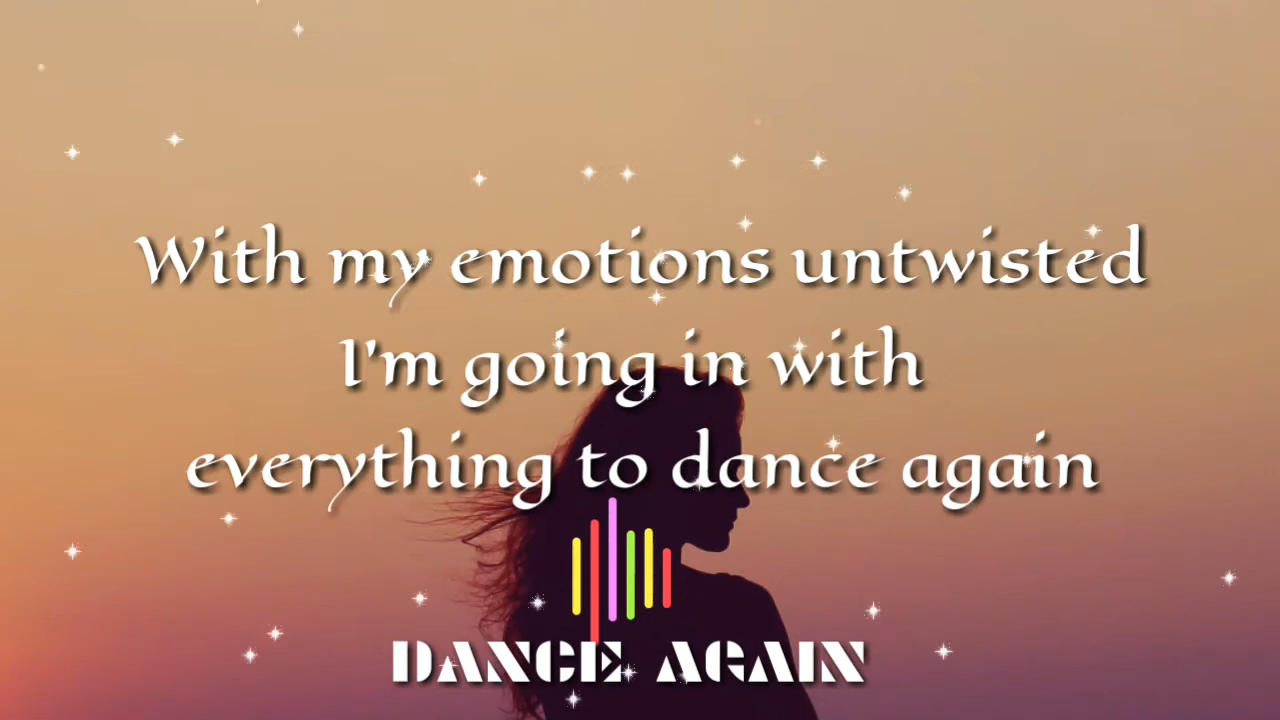 With my emotions untwisted
I'm going in with
everything to dance again
DANCE AGAIN